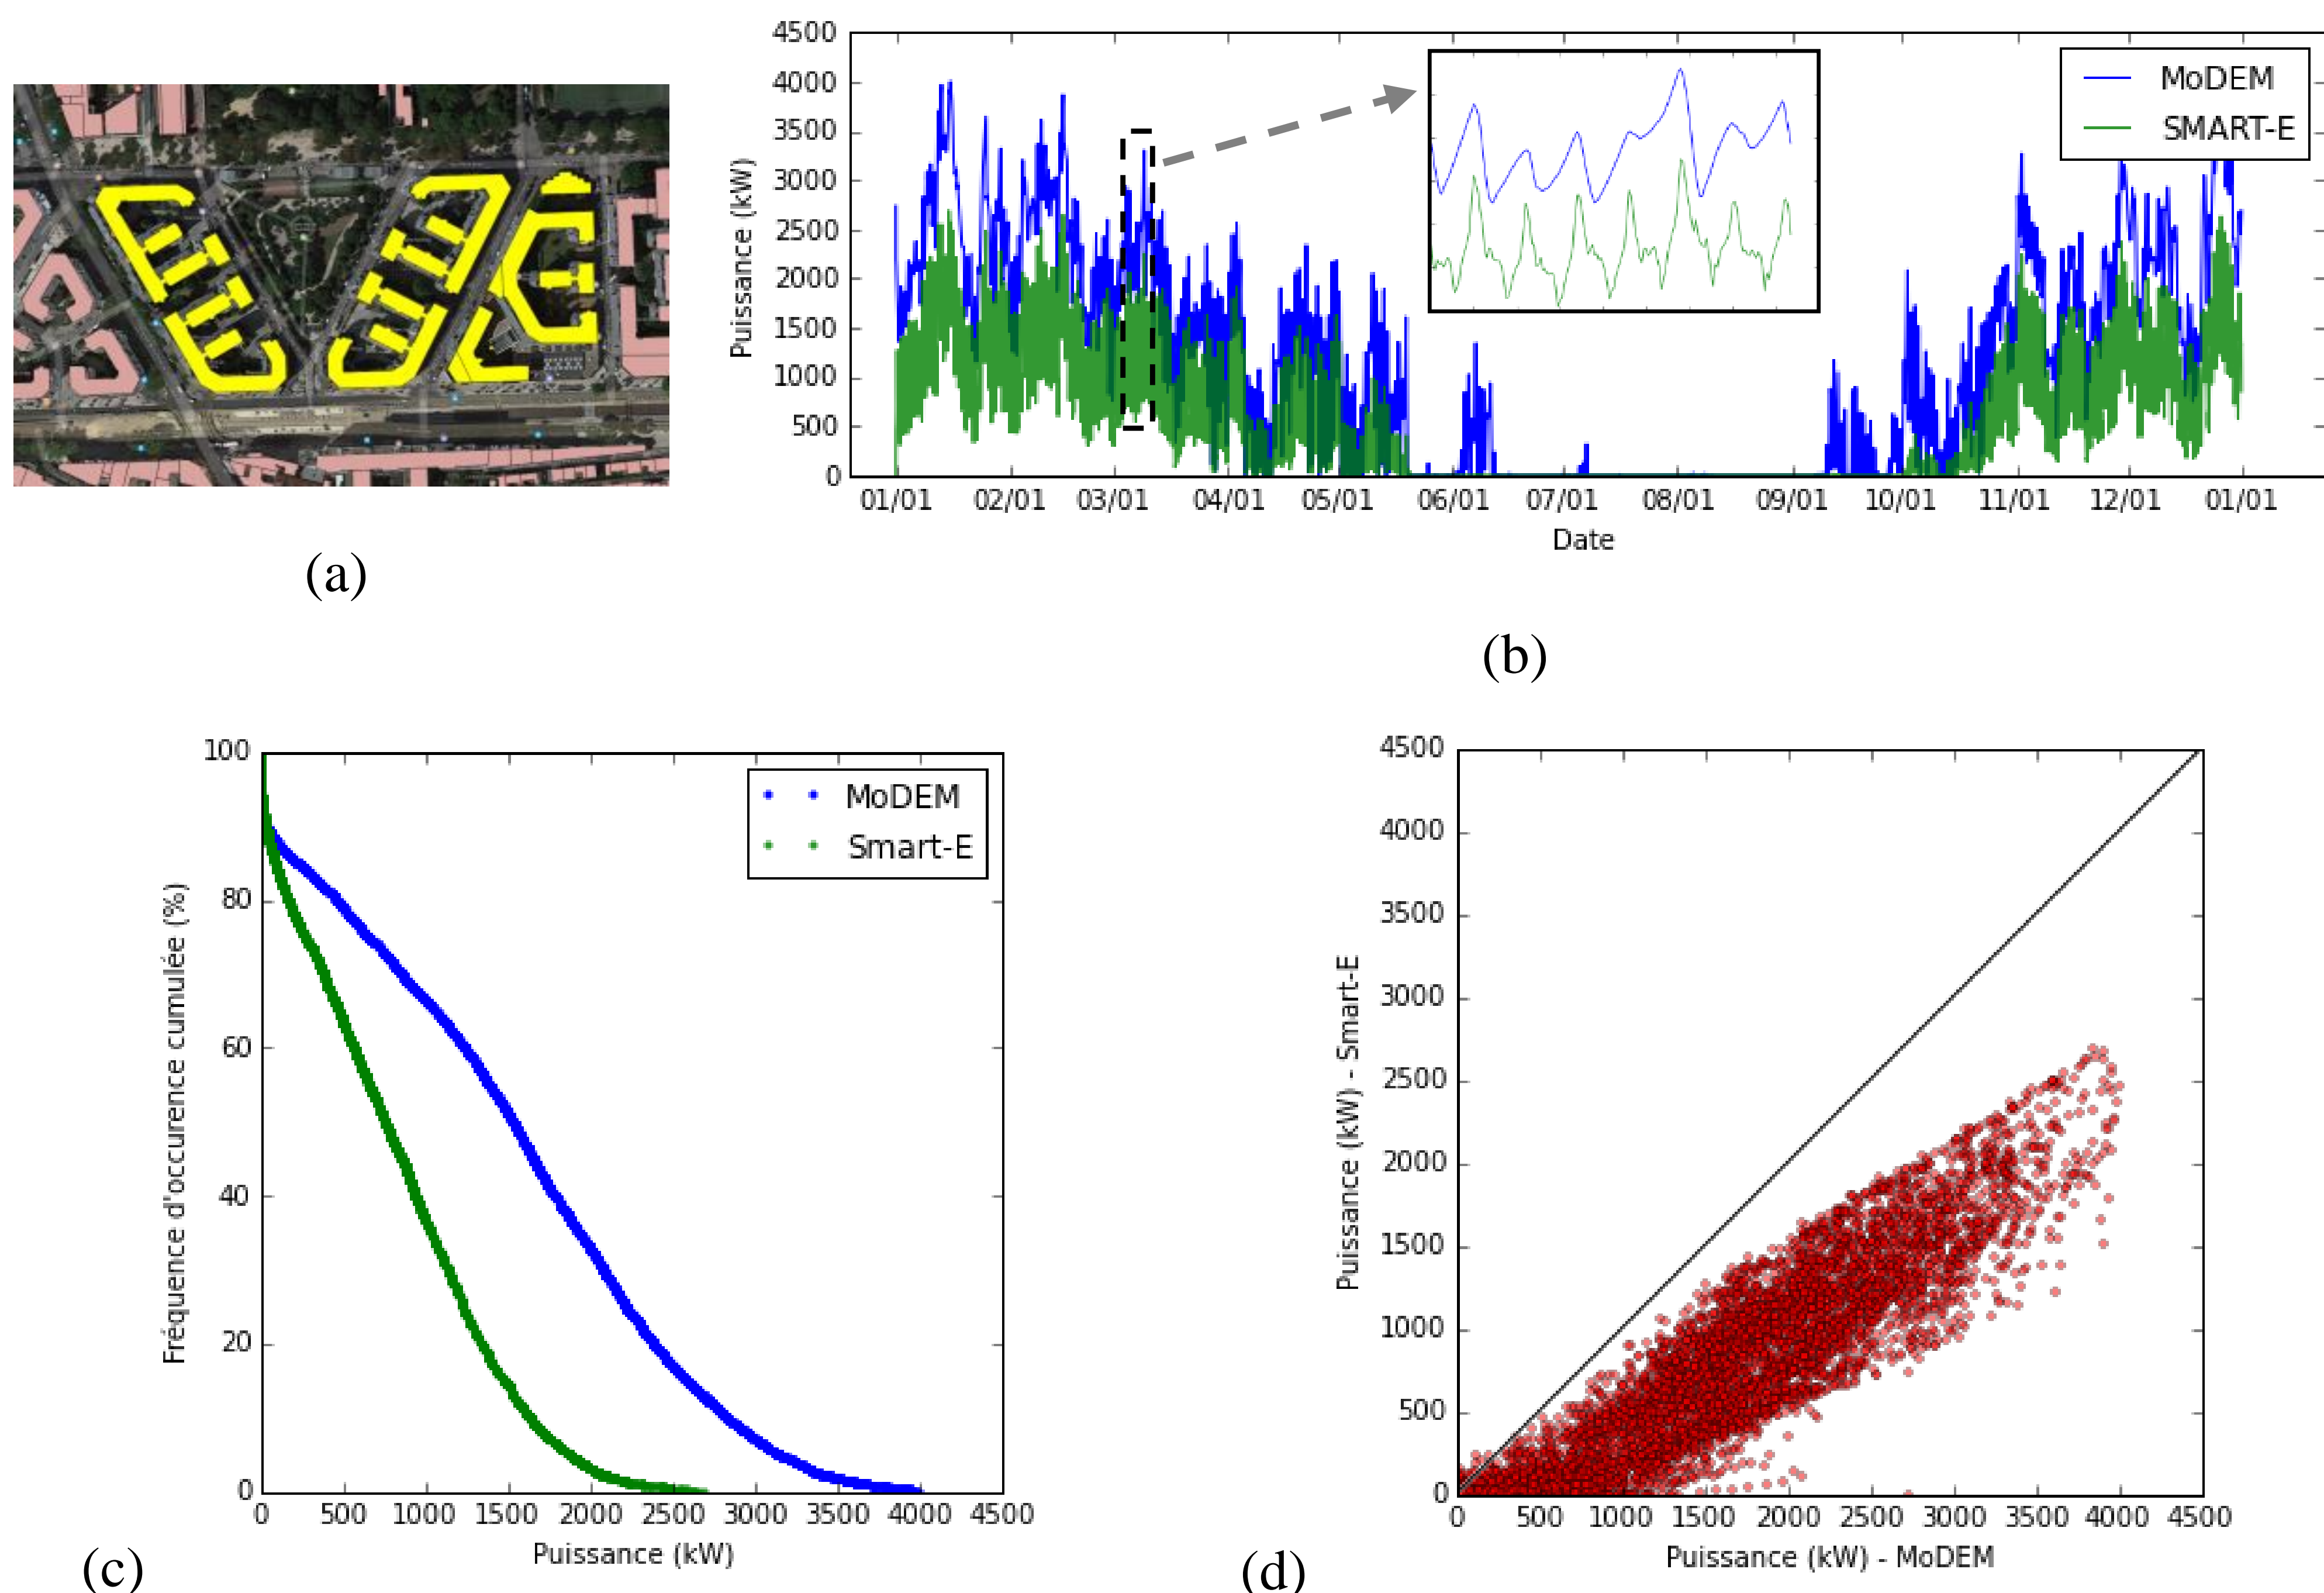 4500
4000
3500
3000
2500
2000
1500
1000
500
0
Puissance (kW)
MoDEM
SMART-E
01/01 02/01 03/01 04/01 05/01 06/01 07/01 08/01 09/01 10/01 11/01 12/01 01/01
Date
(a)
(b)
100
80
60
40
20
0
Fréquence d'occurence cumulée (%)
MoDEM
Smart-E
0 500 1000 1500 2000 2500 3000 3500 4000 4500
Puissance (kW)
(c)
4500
4000
3500
3000
2500
2000
1500
1000
500
0
Puissance (kW) - Smart-E
0 500 1000 1500 2000 2500 3000 3500 4000 4500
Puissance (kW) - MoDEM
(d)